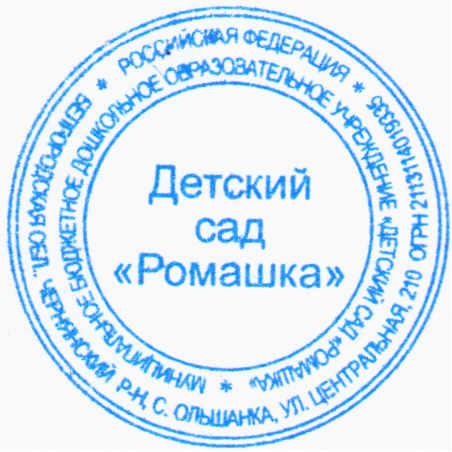 * РОССИЙСКАЯ ФЕДЕРАЦИЯ *
БЕЛГОРОДСКАЯ ОБЛ., ЧЕРНЯНСКИЙ Р-Н, С. ОЛЬШАНКА, УЛ. ЦЕНТРАЛЬНАЯ, 210 ОГРН 2113114019335
* МУНИЦИПАЛЬНОЕ БЮДЖЕТНОЕ ДОШКОЛЬНОЕ ОБРАЗОВАТЕЛЬНОЕ УЧРЕЖДЕНИЕ «ДЕТСКИЙ САД «РОМАШКА»
Детский
сад
«Ромашка»